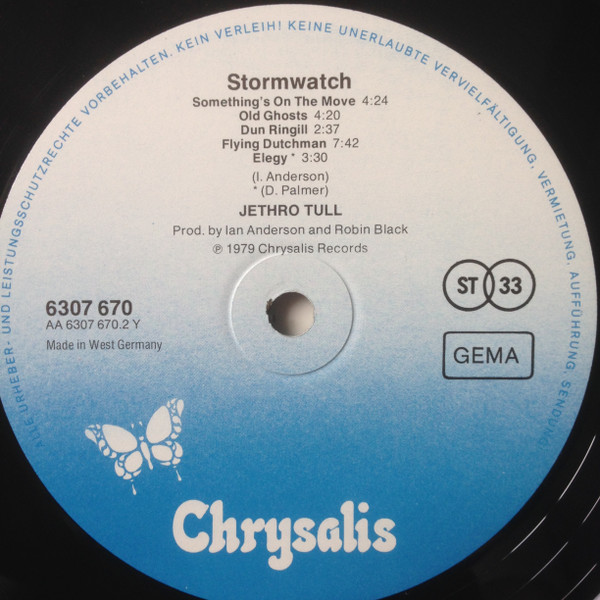 ALLE URHEBER- UND LEISTUNGSSCHUTZRECHTE VORBEHALTEN. KEIN VERLEIH! KEINE UNERLAUBTE VERVIELFÄLTIGUNG, VERMIETUNG, AUFFÜHRUNG, SENDUNG
Stormwatch
Something's On The Move 4:24
Old Ghosts 4:20
Dun Ringill 2:37
Flying Dutchman 7:42
Elegy * 3:30
(I. Anderson)
* (D. Palmer)
JETHRO TULL
Prod. by Ian Anderson and Robin Black
℗ 1979 Chrysalis Records
6307 670
AA 6307 670.2 Y
Made in West Germany
ST 33
GEMA
Chrysalis